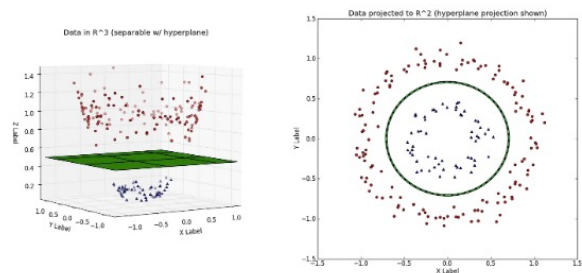 Data in R^3 (separable w/ hyperplane)
1.4
1.2
1.0
0.8
0.6
0.4
0.2
Z Label
1.0 0.5 0.0 -0.5 -1.0
Y Label
-1.0 -0.5 0.0 0.5 1.0
X Label
Data projected to R^2 (hyperplane projection shown)
1.5
1.0
0.5
0.0
-0.5
-1.0
-1.5
Y Label
-1.5 -1.0 -0.5 0.0 0.5 1.0 1.5
X Label